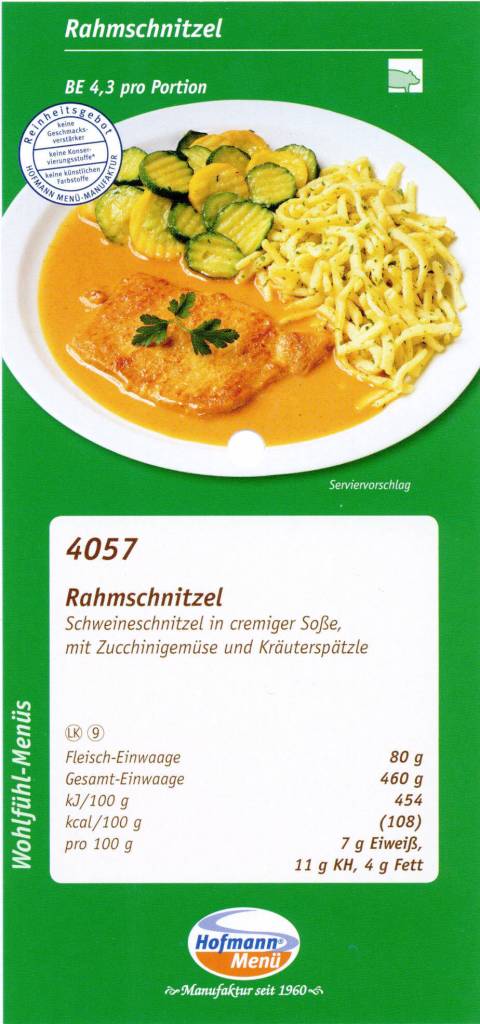 Rahmschnitzel
BE 4,3 pro Portion
Reinheitsgebot
keine
Geschmacks-
verstärker
keine Konser-
vierungsstoffe*
keine künstlichen
Farbstoffe
HOFMANN MENÜ-MANUFAKTUR
Serviervorschlag
4057
Rahmschnitzel
Schweineschnitzel in cremiger Soße,
mit Zucchinigemüse und Kräuterspätzle
LK 9
Fleisch-Einwaage 80 g
Gesamt-Einwaage 460 g
kJ/100 g 454
kcal/100 g (108)
pro 100 g 7 g Eiweiß,
11 g KH, 4 g Fett
Wohlfühl-Menüs
Hofmann®
Menü
Manufaktur seit 1960